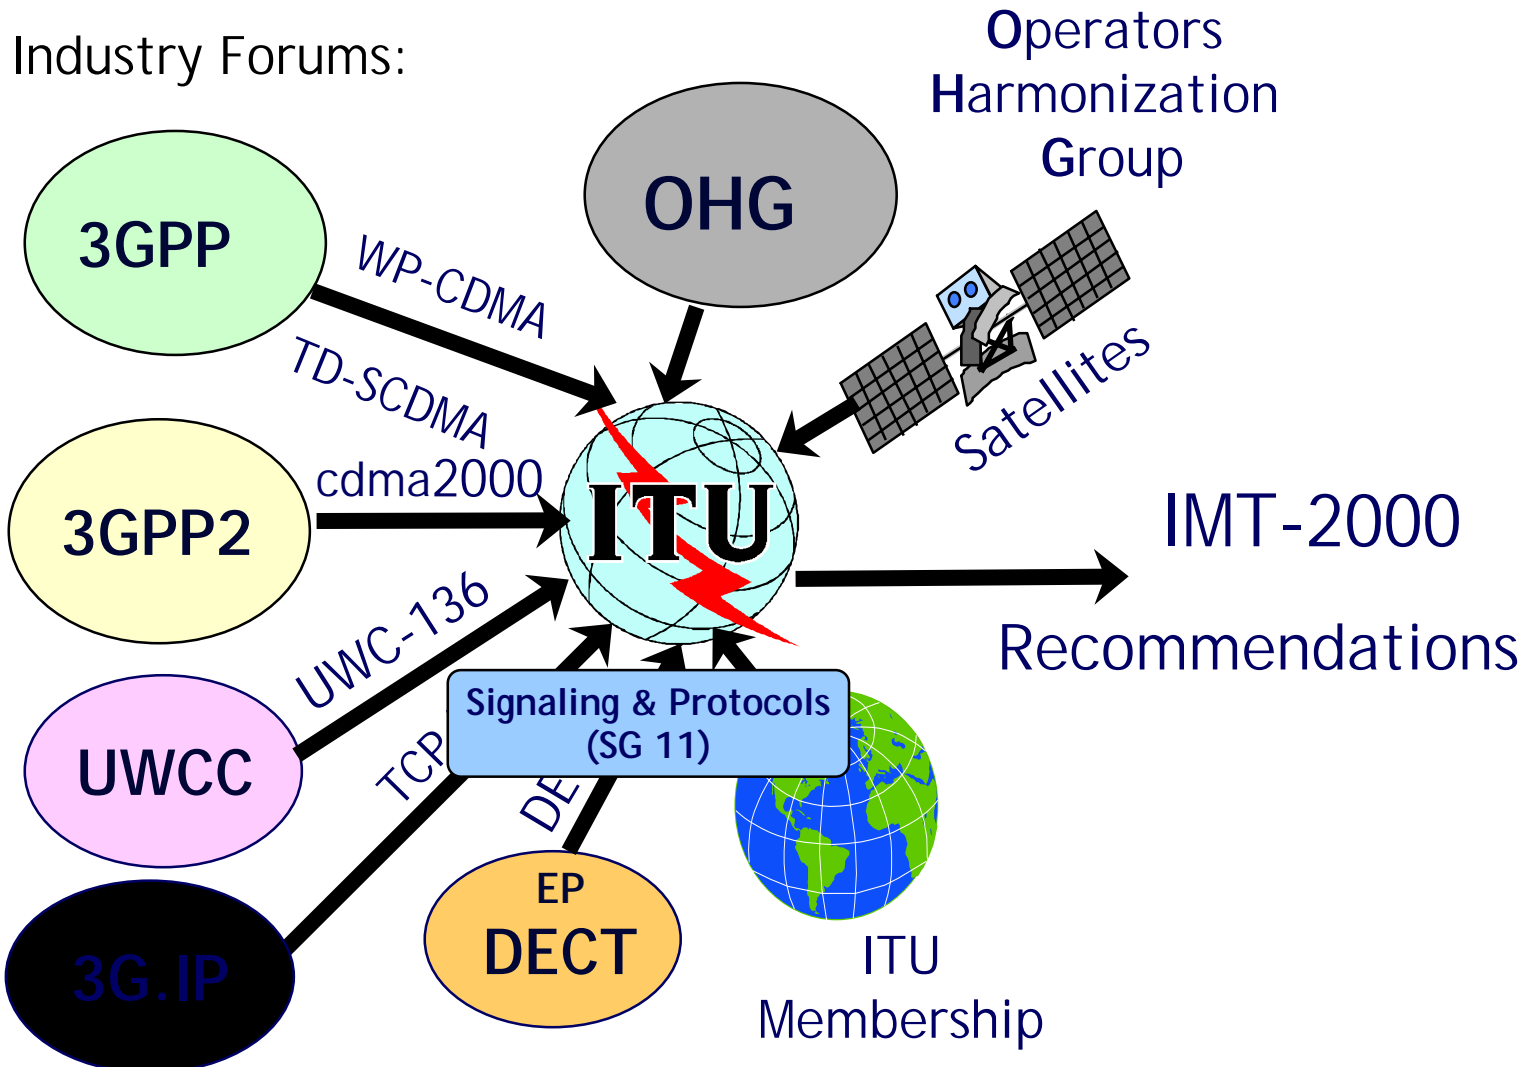 Industry Forums:
Operators
Harmonization
Group
OHG
3GPP
WP-CDMA
TD-SCDMA
Satellites
cdma2000
3GPP2
ITU
IMT-2000
Recommendations
UWC-136
UWCC
Signaling & Protocols
(SG 11)
TCP
DE
EP
DECT
3G.IP
ITU
Membership